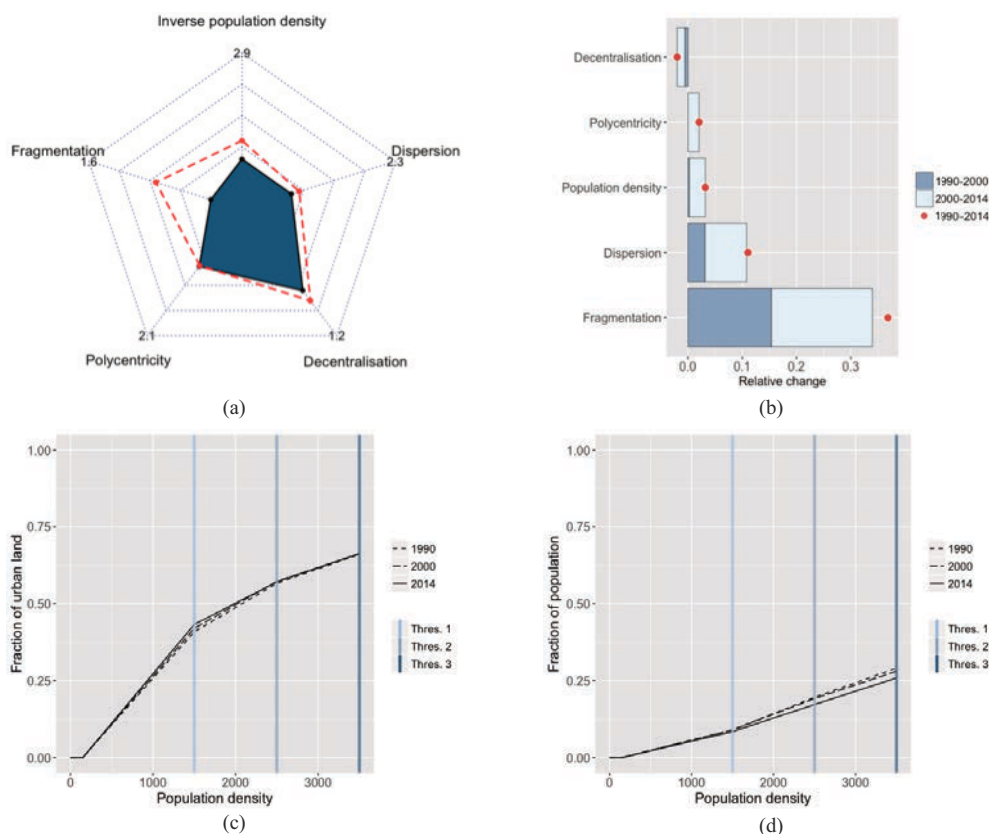 Inverse population density
2.9
Fragmentation
1.6
Dispersion
2.3
2.1
1.2
Polycentricity
Decentralisation
(a)
Decentralisation
Polycentricity
Population density
Dispersion
Fragmentation
0.0 0.1 0.2 0.3
Relative change
1990-2000
2000-2014
1990-2014
(b)
Fraction of urban land
1.00
0.75
0.50
0.25
0.00
0 1000 2000 3000
Population density
1990
2000
2014
Thres. 1
Thres. 2
Thres. 3
(c)
Fraction of population
1.00
0.75
0.50
0.25
0.00
0 1000 2000 3000
Population density
1990
2000
2014
Thres. 1
Thres. 2
Thres. 3
(d)